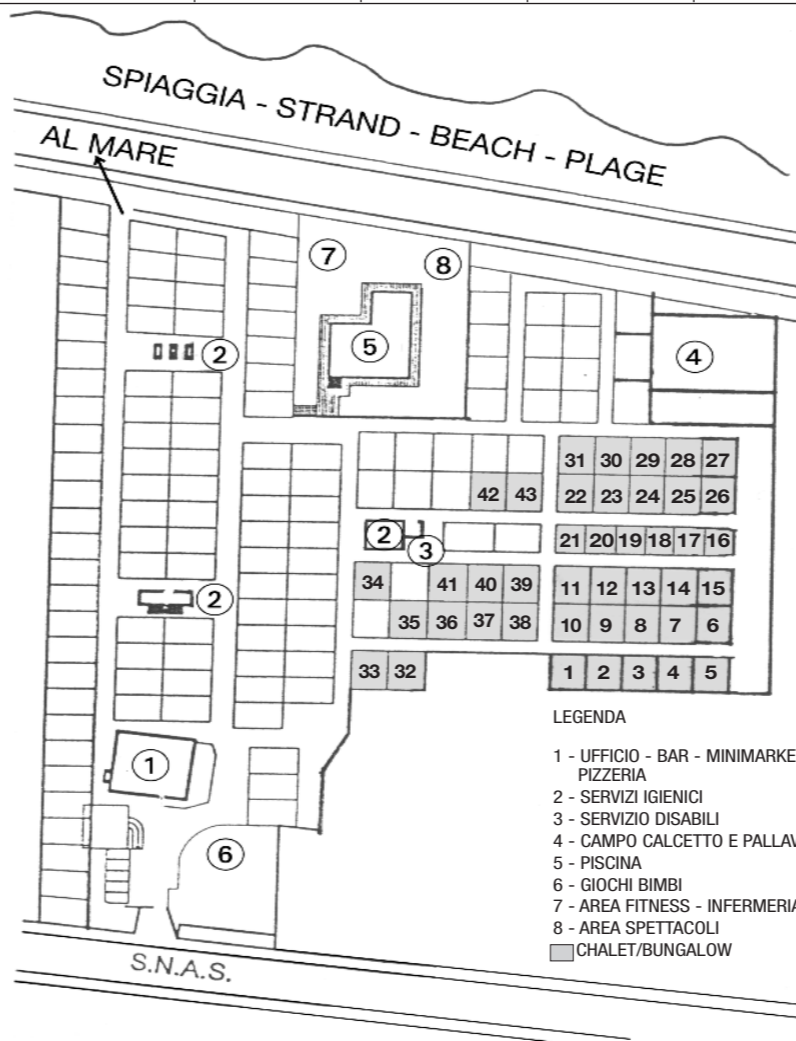 SPIAGGIA - STRAND - BEACH - PLAGE
AL MARE
7
8
2
5
4
31 30 29 28 27
42 43 22 23 24 25 26
2
3
21 20 19 18 17 16
2
34 41 40 39 11 12 13 14 15
35 36 37 38 10 9 8 7 6
33 32 1 2 3 4 5
1
6
LEGENDA
1 - UFFICIO - BAR - MINIMARKE
PIZZERIA
2 - SERVIZI IGIENICI
3 - SERVIZIO DISABILI
4 - CAMPO CALCETTO E PALLAV
5 - PISCINA
6 - GIOCHI BIMBI
7 - AREA FITNESS - INFERMERIA
8 - AREA SPETTACOLI
CHALET/BUNGALOW
S.N.A.S.